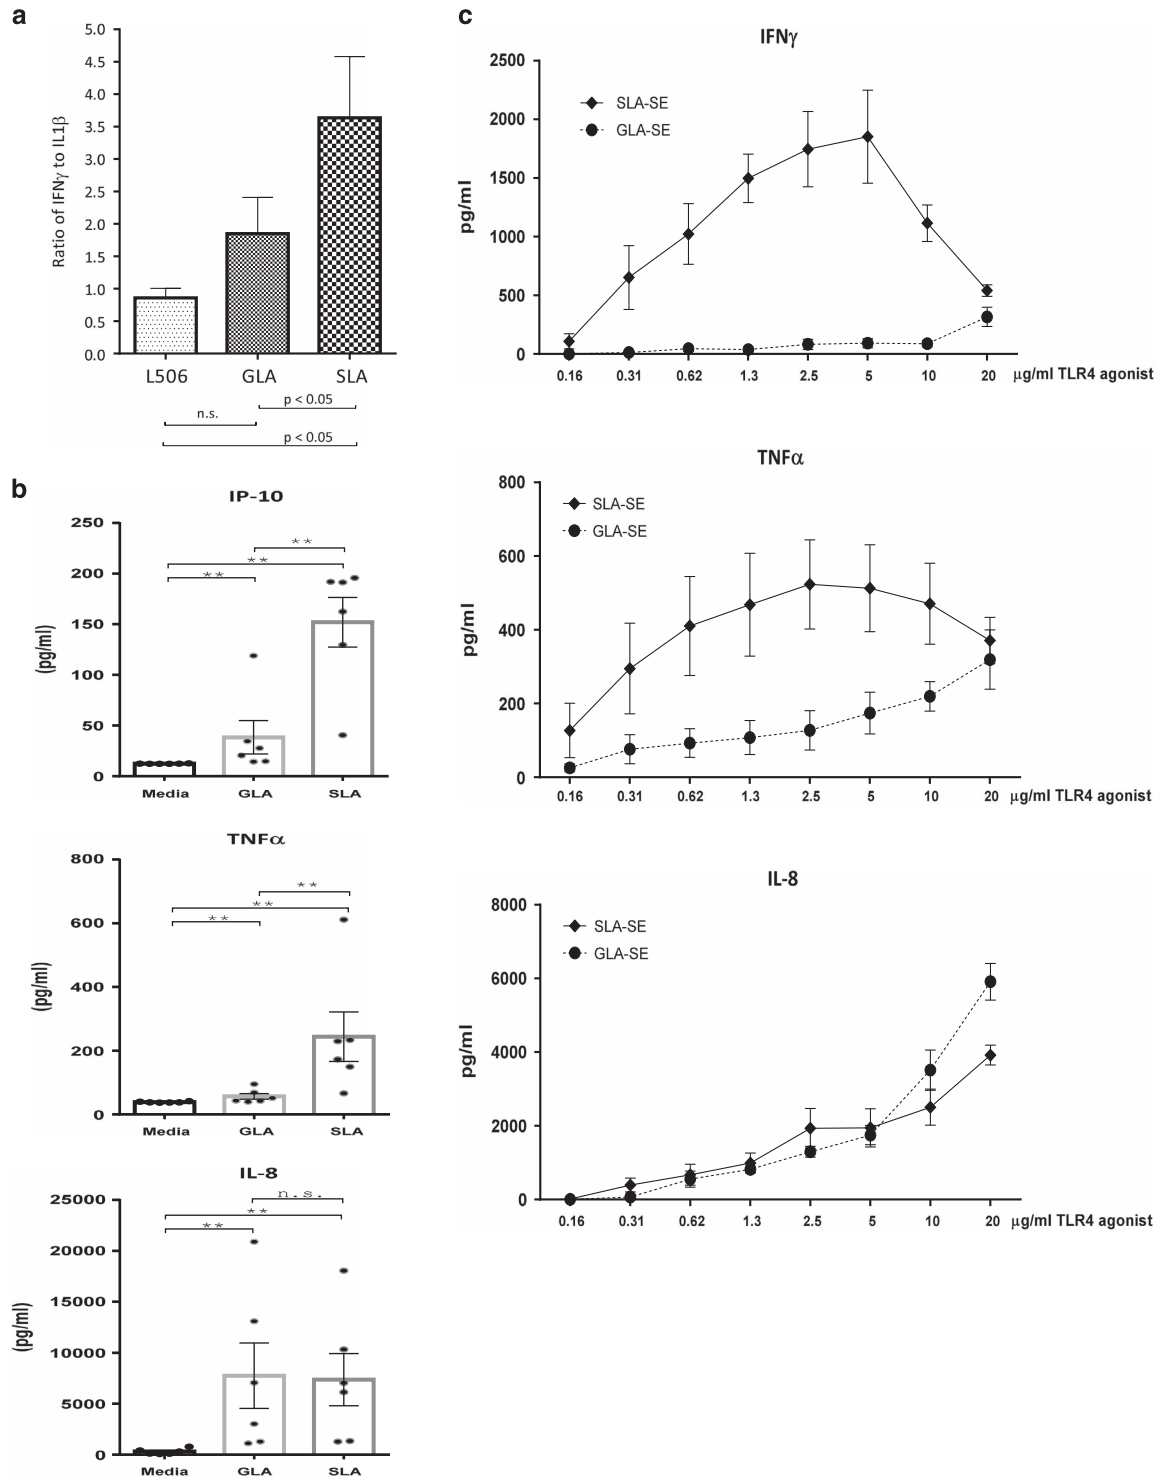 a
5.0
4.5
4.0
3.5
3.0
2.5
2.0
1.5
1.0
0.5
0.0
Ratio of IFNγ to IL1β
L506 GLA SLA
p < 0.05
n.s.
p < 0.05
b
IP-10
250
200
150
100
50
0
(pg/ml)
**
**
**
Media GLA SLA
TNFα
800
600
400
200
0
(pg/ml)
**
**
**
Media GLA SLA
IL-8
25000
20000
15000
10000
5000
0
(pg/ml)
n.s.
**
**
Media GLA SLA
c
IFNγ
2500
2000
1500
1000
500
0
pg/ml
SLA-SE
GLA-SE
0.16 0.31 0.62 1.3 2.5 5 10 20 μg/ml TLR4 agonist
TNFα
800
600
400
200
0
pg/ml
SLA-SE
GLA-SE
0.16 0.31 0.62 1.3 2.5 5 10 20 μg/ml TLR4 agonist
IL-8
8000
6000
4000
2000
0
pg/ml
SLA-SE
GLA-SE
0.16 0.31 0.62 1.3 2.5 5 10 20 μg/ml TLR4 agonist